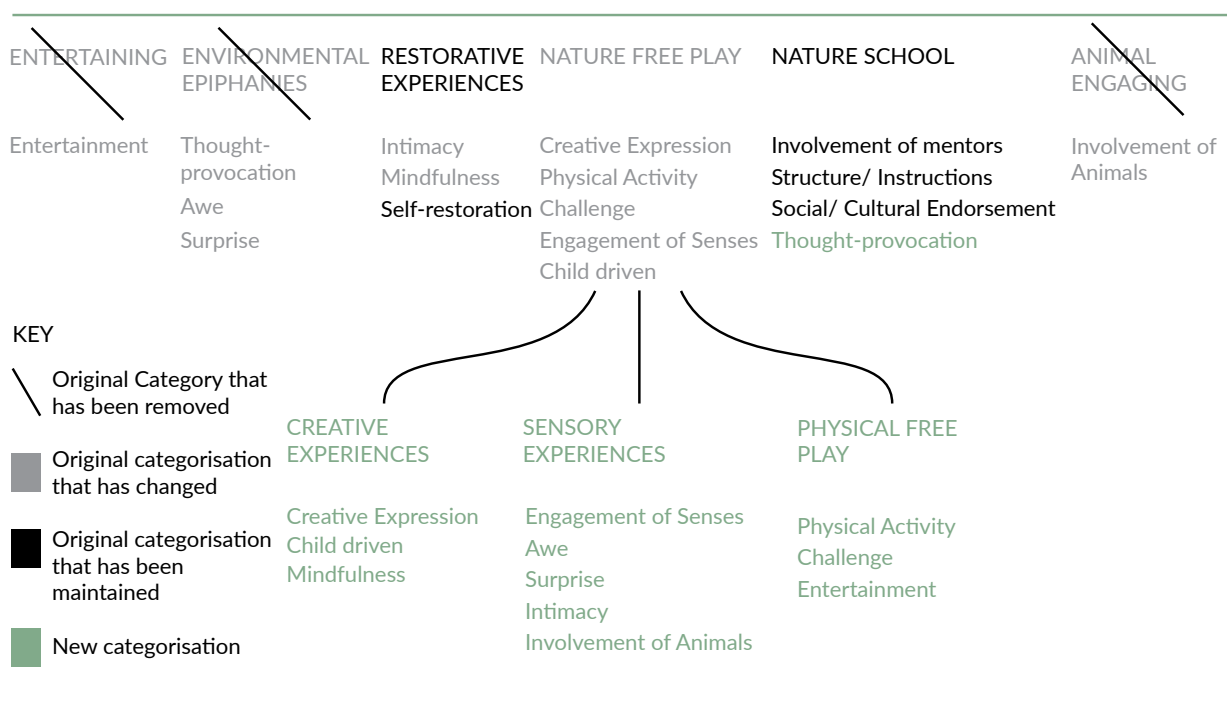 ENTERTAINING
Entertainment
ENVIRONMENTAL
EPIPHANIES
Thought-
provocation
Awe
Surprise
RESTORATIVE
EXPERIENCES
Intimacy
Mindfulness
Self-restoration
NATURE FREE PLAY
Creative Expression
Physical Activity
Challenge
Engagement of Senses
Child driven
NATURE SCHOOL
Involvement of mentors
Structure/ Instructions
Social/ Cultural Endorsement
Thought-provocation
ANIMAL
ENGAGING
Involvement of
Animals
KEY
Original Category that
has been removed
Original categorisation
that has changed
Original categorisation
that has been
maintained
New categorisation
CREATIVE
EXPERIENCES
Creative Expression
Child driven
Mindfulness
SENSORY
EXPERIENCES
Engagement of Senses
Awe
Surprise
Intimacy
Involvement of Animals
PHYSICAL FREE
PLAY
Physical Activity
Challenge
Entertainment